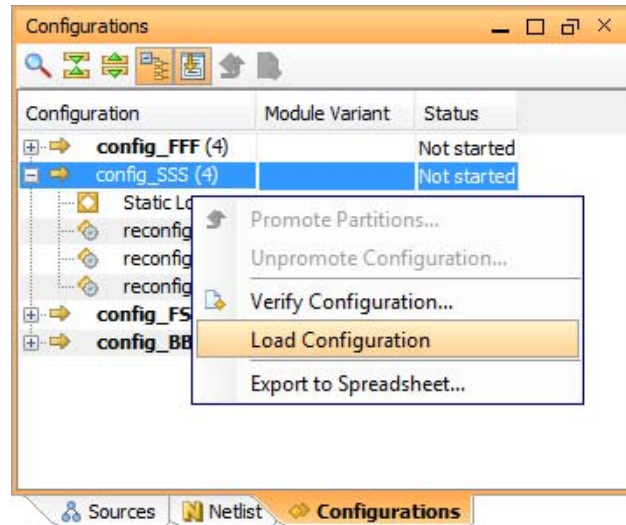 Configurations
Configuration Module Variant Status
config_FFF (4) Not started
config_SSS (4) Not started
Static Lo
reconfig
reconfig
reconfig
config_FS
config_BB
Promote Partitions...
Unpromote Configuration...
Verify Configuration...
Load Configuration
Export to Spreadsheet...
Sources Netlist Configurations